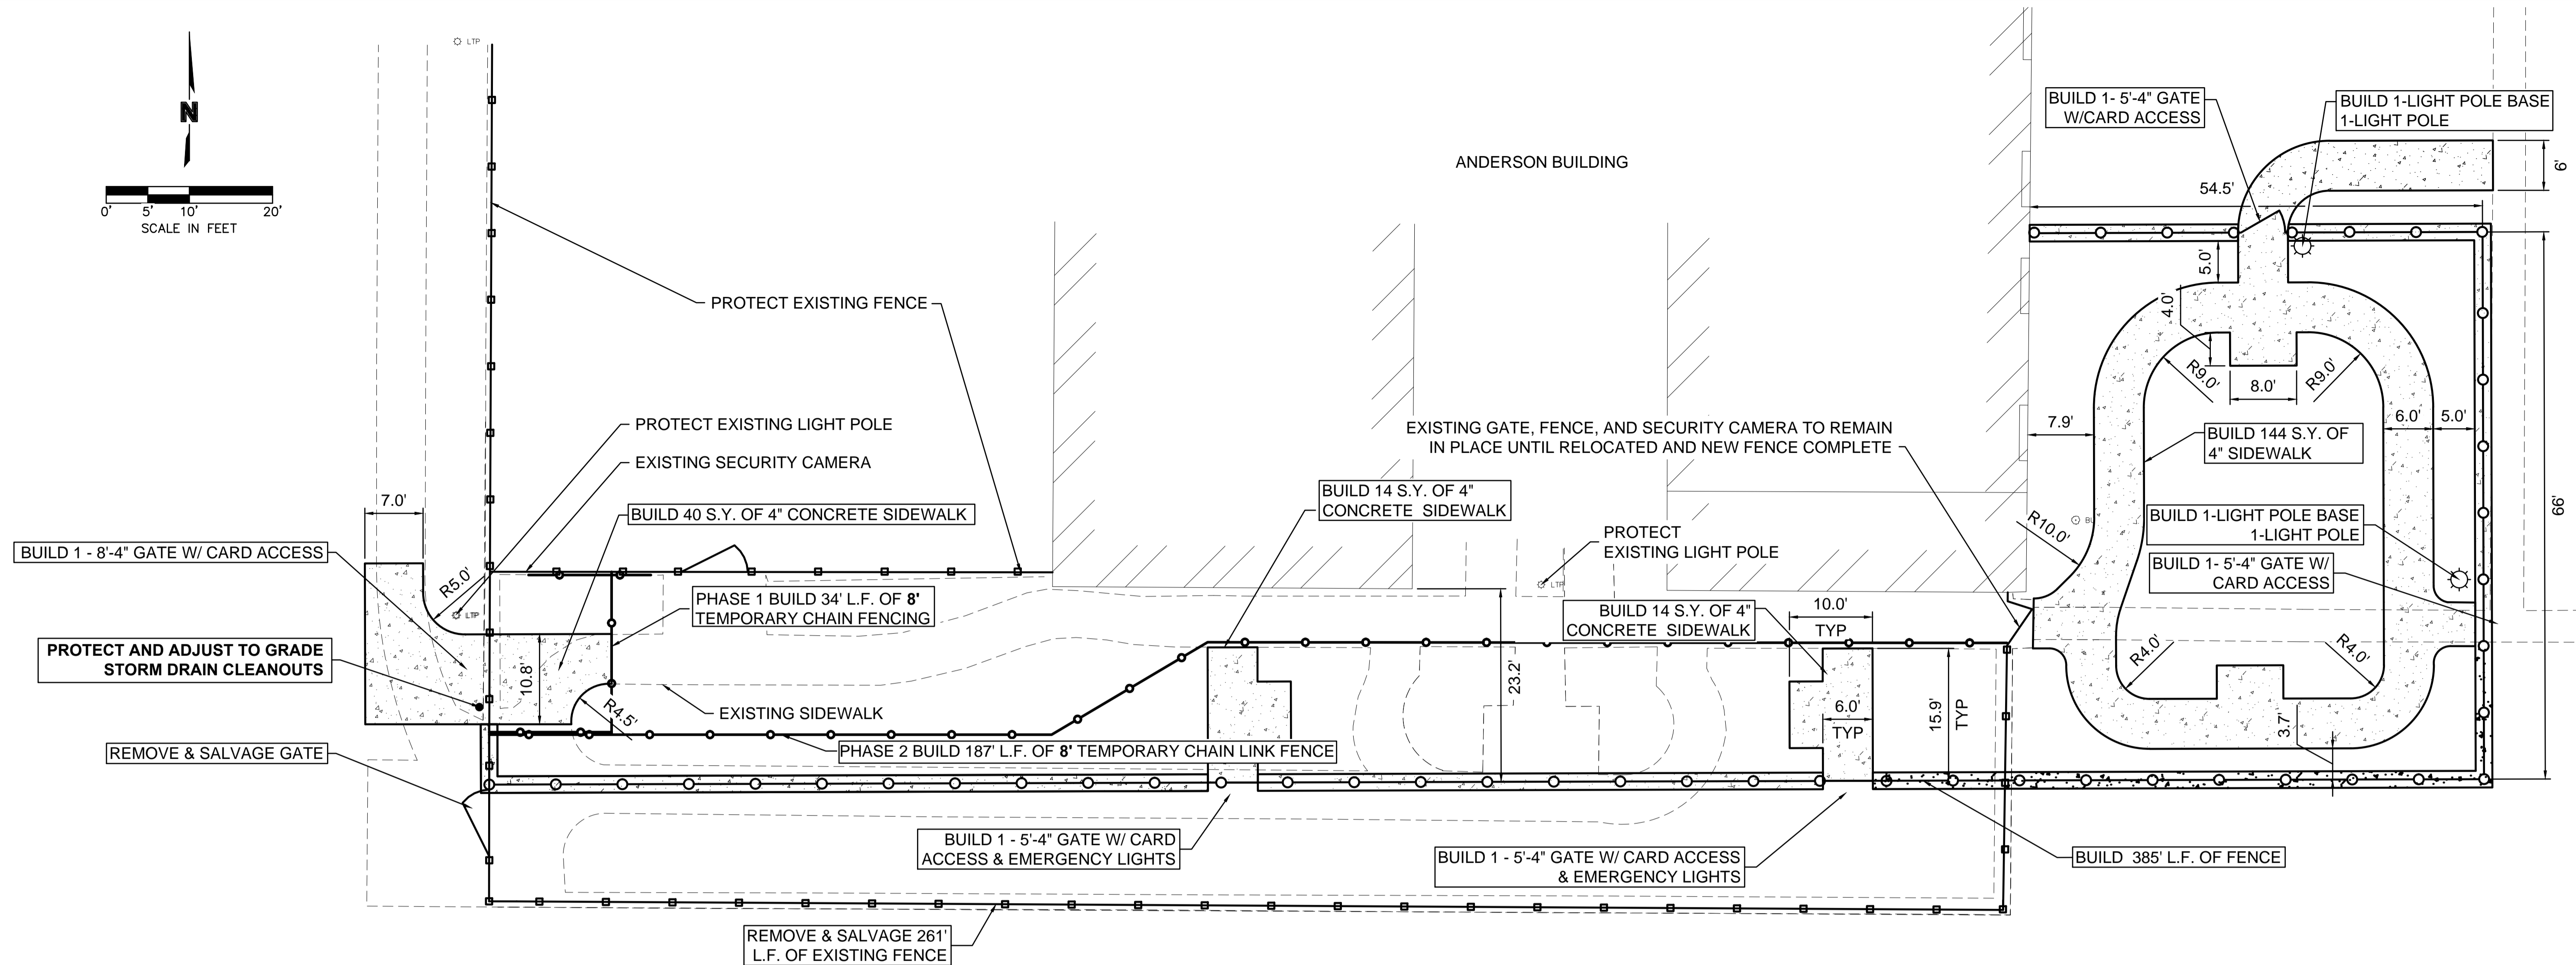 LTP
N
0' 5' 10' 20'
SCALE IN FEET
ANDERSON BUILDING
BUILD 1- 5'-4" GATE
W/CARD ACCESS
BUILD 1-LIGHT POLE BASE
1-LIGHT POLE
6'
54.5'
5.0'
4.0'
R9.0'
8.0'
R9.0'
PROTECT EXISTING FENCE
PROTECT EXISTING LIGHT POLE
EXISTING SECURITY CAMERA
BUILD 40 S.Y. OF 4" CONCRETE SIDEWALK
7.0'
BUILD 1 - 8'-4" GATE W/ CARD ACCESS
R5.0'
LTP
PROTECT AND ADJUST TO GRADE
STORM DRAIN CLEANOUTS
10.8'
R4.5'
REMOVE & SALVAGE GATE
PHASE 1 BUILD 34' L.F. OF 8'
TEMPORARY CHAIN FENCING
EXISTING SIDEWALK
PHASE 2 BUILD 187' L.F. OF 8' TEMPORARY CHAIN LINK FENCE
EXISTING GATE, FENCE, AND SECURITY CAMERA TO REMAIN
IN PLACE UNTIL RELOCATED AND NEW FENCE COMPLETE
BUILD 14 S.Y. OF 4"
CONCRETE SIDEWALK
PROTECT
EXISTING LIGHT POLE
LTP
BUILD 14 S.Y. OF 4"
CONCRETE SIDEWALK
10.0'
TYP
23.2'
6.0'
TYP
15.9'
TYP
7.9'
6.0'
5.0'
BUILD 144 S.Y. OF
4" SIDEWALK
66'
R10.0'
BU
BUILD 1-LIGHT POLE BASE
1-LIGHT POLE
BUILD 1- 5'-4" GATE W/
CARD ACCESS
R4.0'
R4.0'
3.7'
BUILD 1 - 5'-4" GATE W/ CARD
ACCESS & EMERGENCY LIGHTS
BUILD 1 - 5'-4" GATE W/ CARD ACCESS
& EMERGENCY LIGHTS
BUILD 385' L.F. OF FENCE
REMOVE & SALVAGE 261'
L.F. OF EXISTING FENCE